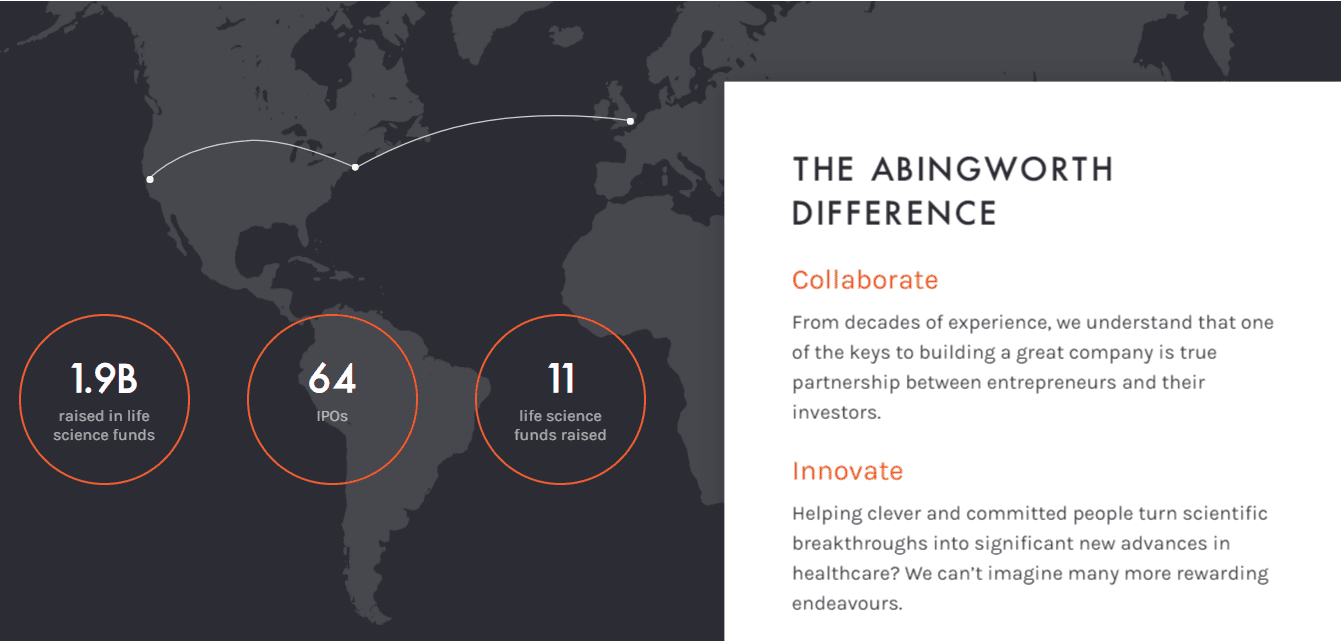 1.9B
raised in life
science funds
64
IPOs
11
life science
funds raised
THE ABINGWORTH
DIFFERENCE
Collaborate
From decades of experience, we understand that one
of the keys to building a great company is true
partnership between entrepreneurs and their
investors.
Innovate
Helping clever and committed people turn scientific
breakthroughs into significant new advances in
healthcare? We can’t imagine many more rewarding
endeavours.